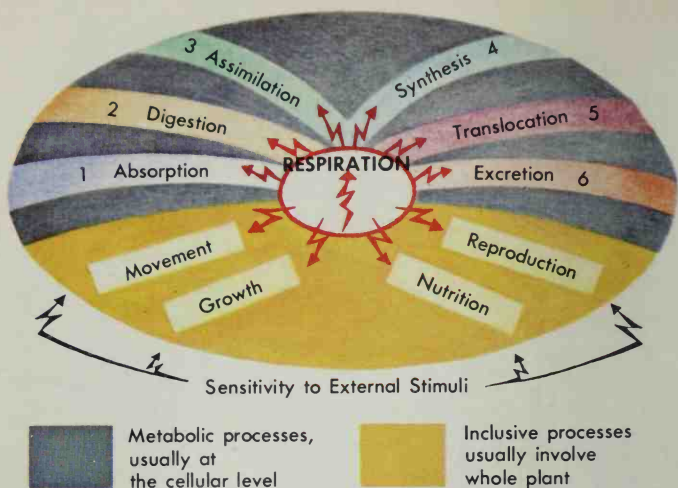 3 Assimilation
Synthesis 4
2 Digestion
Translocation 5
1 Absorption
RESPIRATION
Excretion 6
Movement
Reproduction
Growth
Nutrition
Sensitivity to External Stimuli
Metabolic processes,
usually at
the cellular level
Inclusive processes
usually involve
whole plant